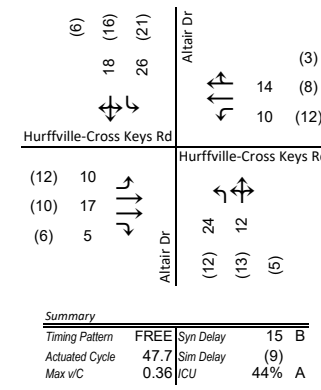 (6) (16) (21)
18 26
Altair Dr
(3)
14 (8)
10 (12)
Hurffville-Cross Keys Rd
Hurffville-Cross Keys Rd
(12) 10
(10) 17
(6) 5
Altair Dr
24 12
(12) (13) (5)
Summary
Timing Pattern FREE Syn Delay 15 B
Actuated Cycle 47.7 Sim Delay (9)
Max v/C 0.36 ICU 44% A